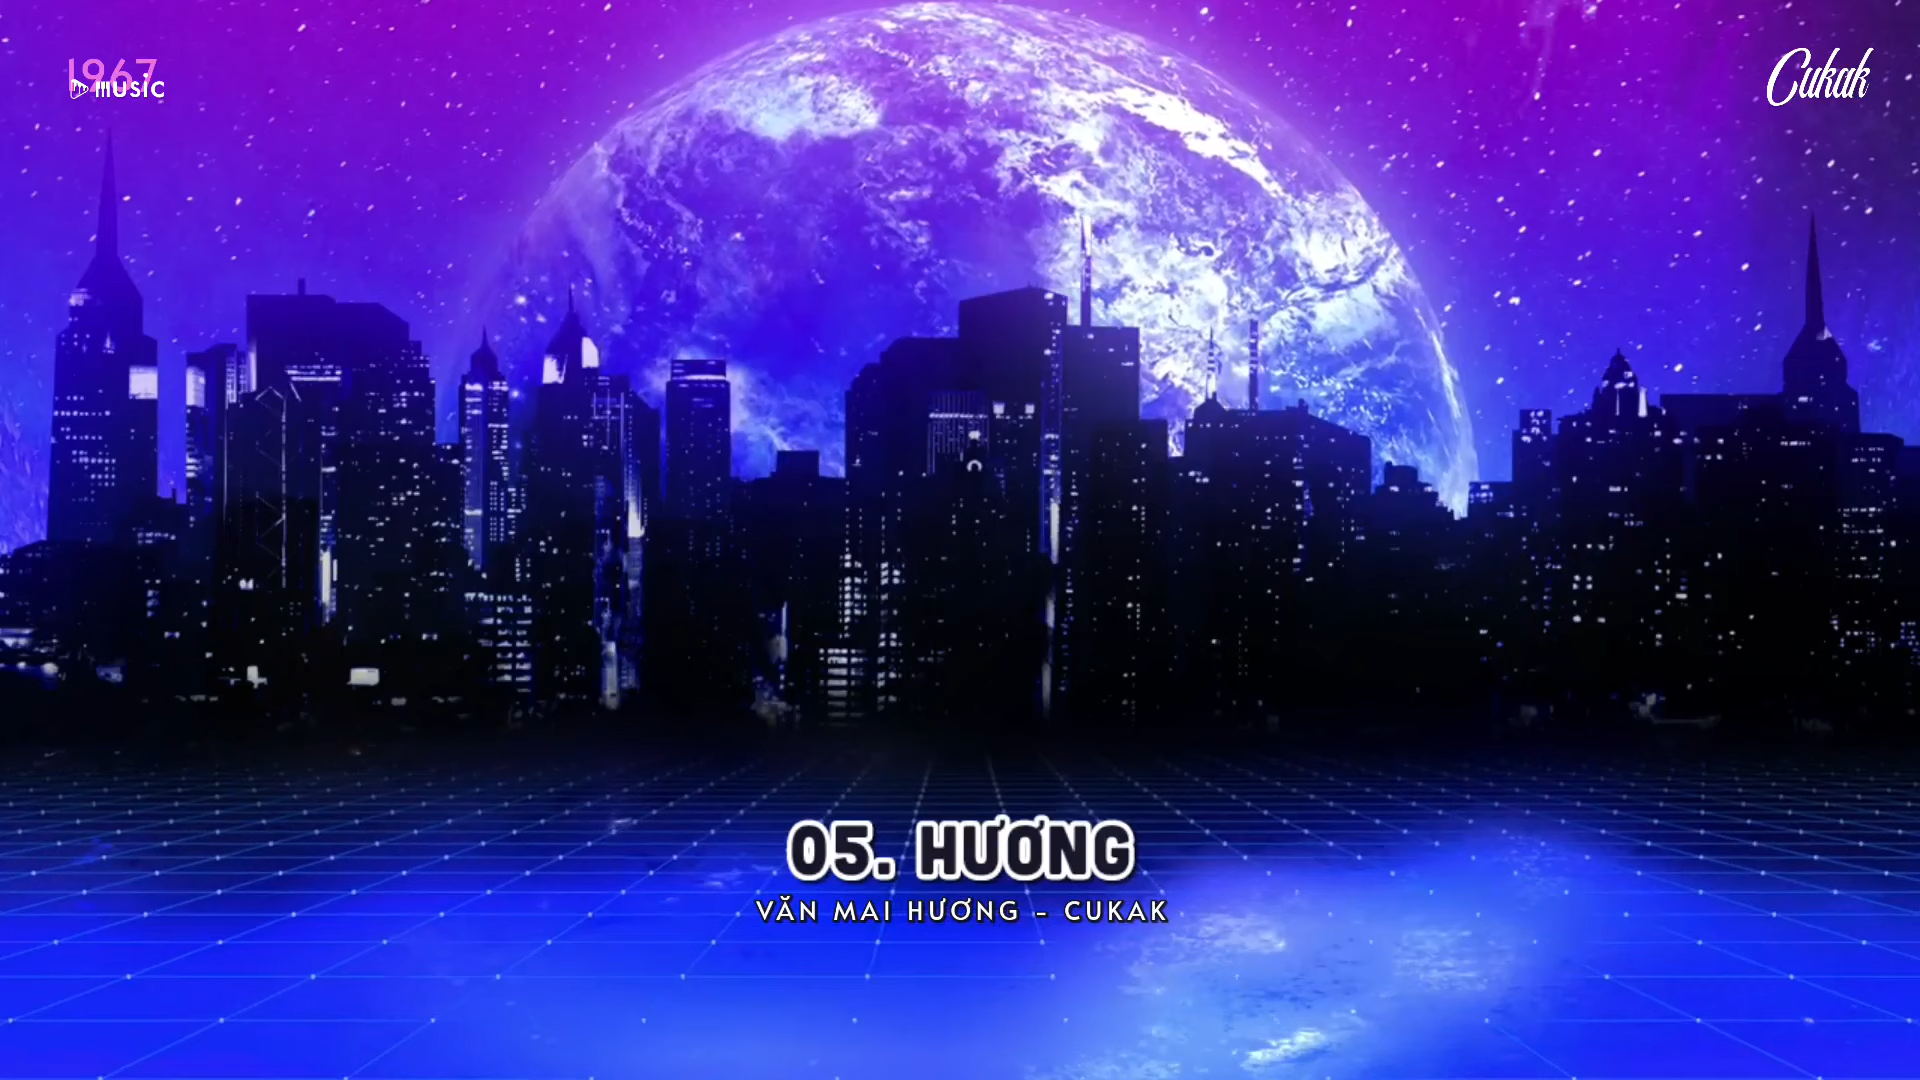 1967
music
Cukak
05. HƯƠNG
VĂN MAI HƯƠNG - CUKAK